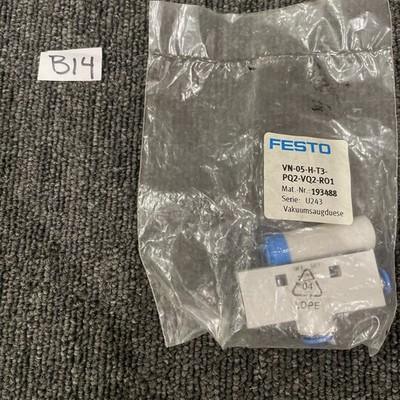 B14
FESTO
VN-05-H-T3-
PQ2-VQ2-RO1
Mat.-Nr. 193488
Serie: U243
Vakuumsaugduese
04
LDPE